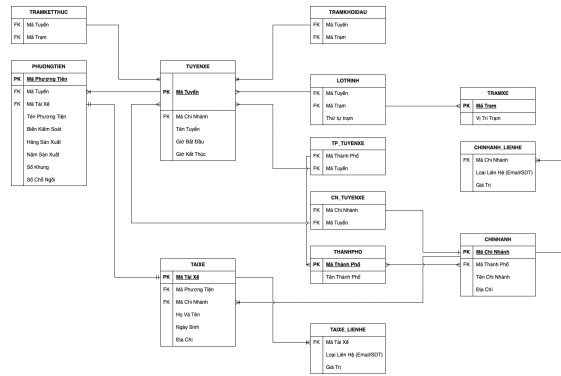 TRAMKETTHUC
FK Mã Tuyến
FK Mã Trạm
TRAMKHOIDAU
FK Mã Tuyến
FK Mã Trạm
PHUONGTIEN
PK Mã Phương Tiện
FK Mã Tuyến
FK Mã Tài Xế
Tên Phương Tiện
Biển Kiểm Soát
Hãng Sản Xuất
Năm Sản Xuất
Số Khung
Số Chỗ Ngồi
TUYENXE
PK Mã Tuyến
FK Mã Chi Nhánh
Tên Tuyến
Giờ Bắt Đầu
Giờ Kết Thúc
LOTRINH
FK Mã Tuyến
FK Mã Trạm
Thứ tự trạm
TRAMXE
PK Mã Trạm
Vị Trí Trạm
TP_TUYENXE
FK Mã Thành Phố
FK Mã Tuyến
CHINHANH_LIENHE
FK Mã Chi Nhánh
Loại Liên Hệ (Email/SDT)
Giá Trị
CN_TUYENXE
FK Mã Chi Nhánh
FK Mã Tuyến
THANHPHO
PK Mã Thành Phố
Tên Thành Phố
CHINHANH
PK Mã Chi Nhánh
FK Mã Thành Phố
Tên Chi Nhánh
Địa Chỉ
TAIXE
PK Mã Tài Xế
FK Mã Phương Tiện
FK Mã Chi Nhánh
Họ Và Tên
Ngày Sinh
Địa Chỉ
TAIXE_LIENHE
FK Mã Tài Xế
Loại Liên Hệ (Email/SDT)
Giá Trị